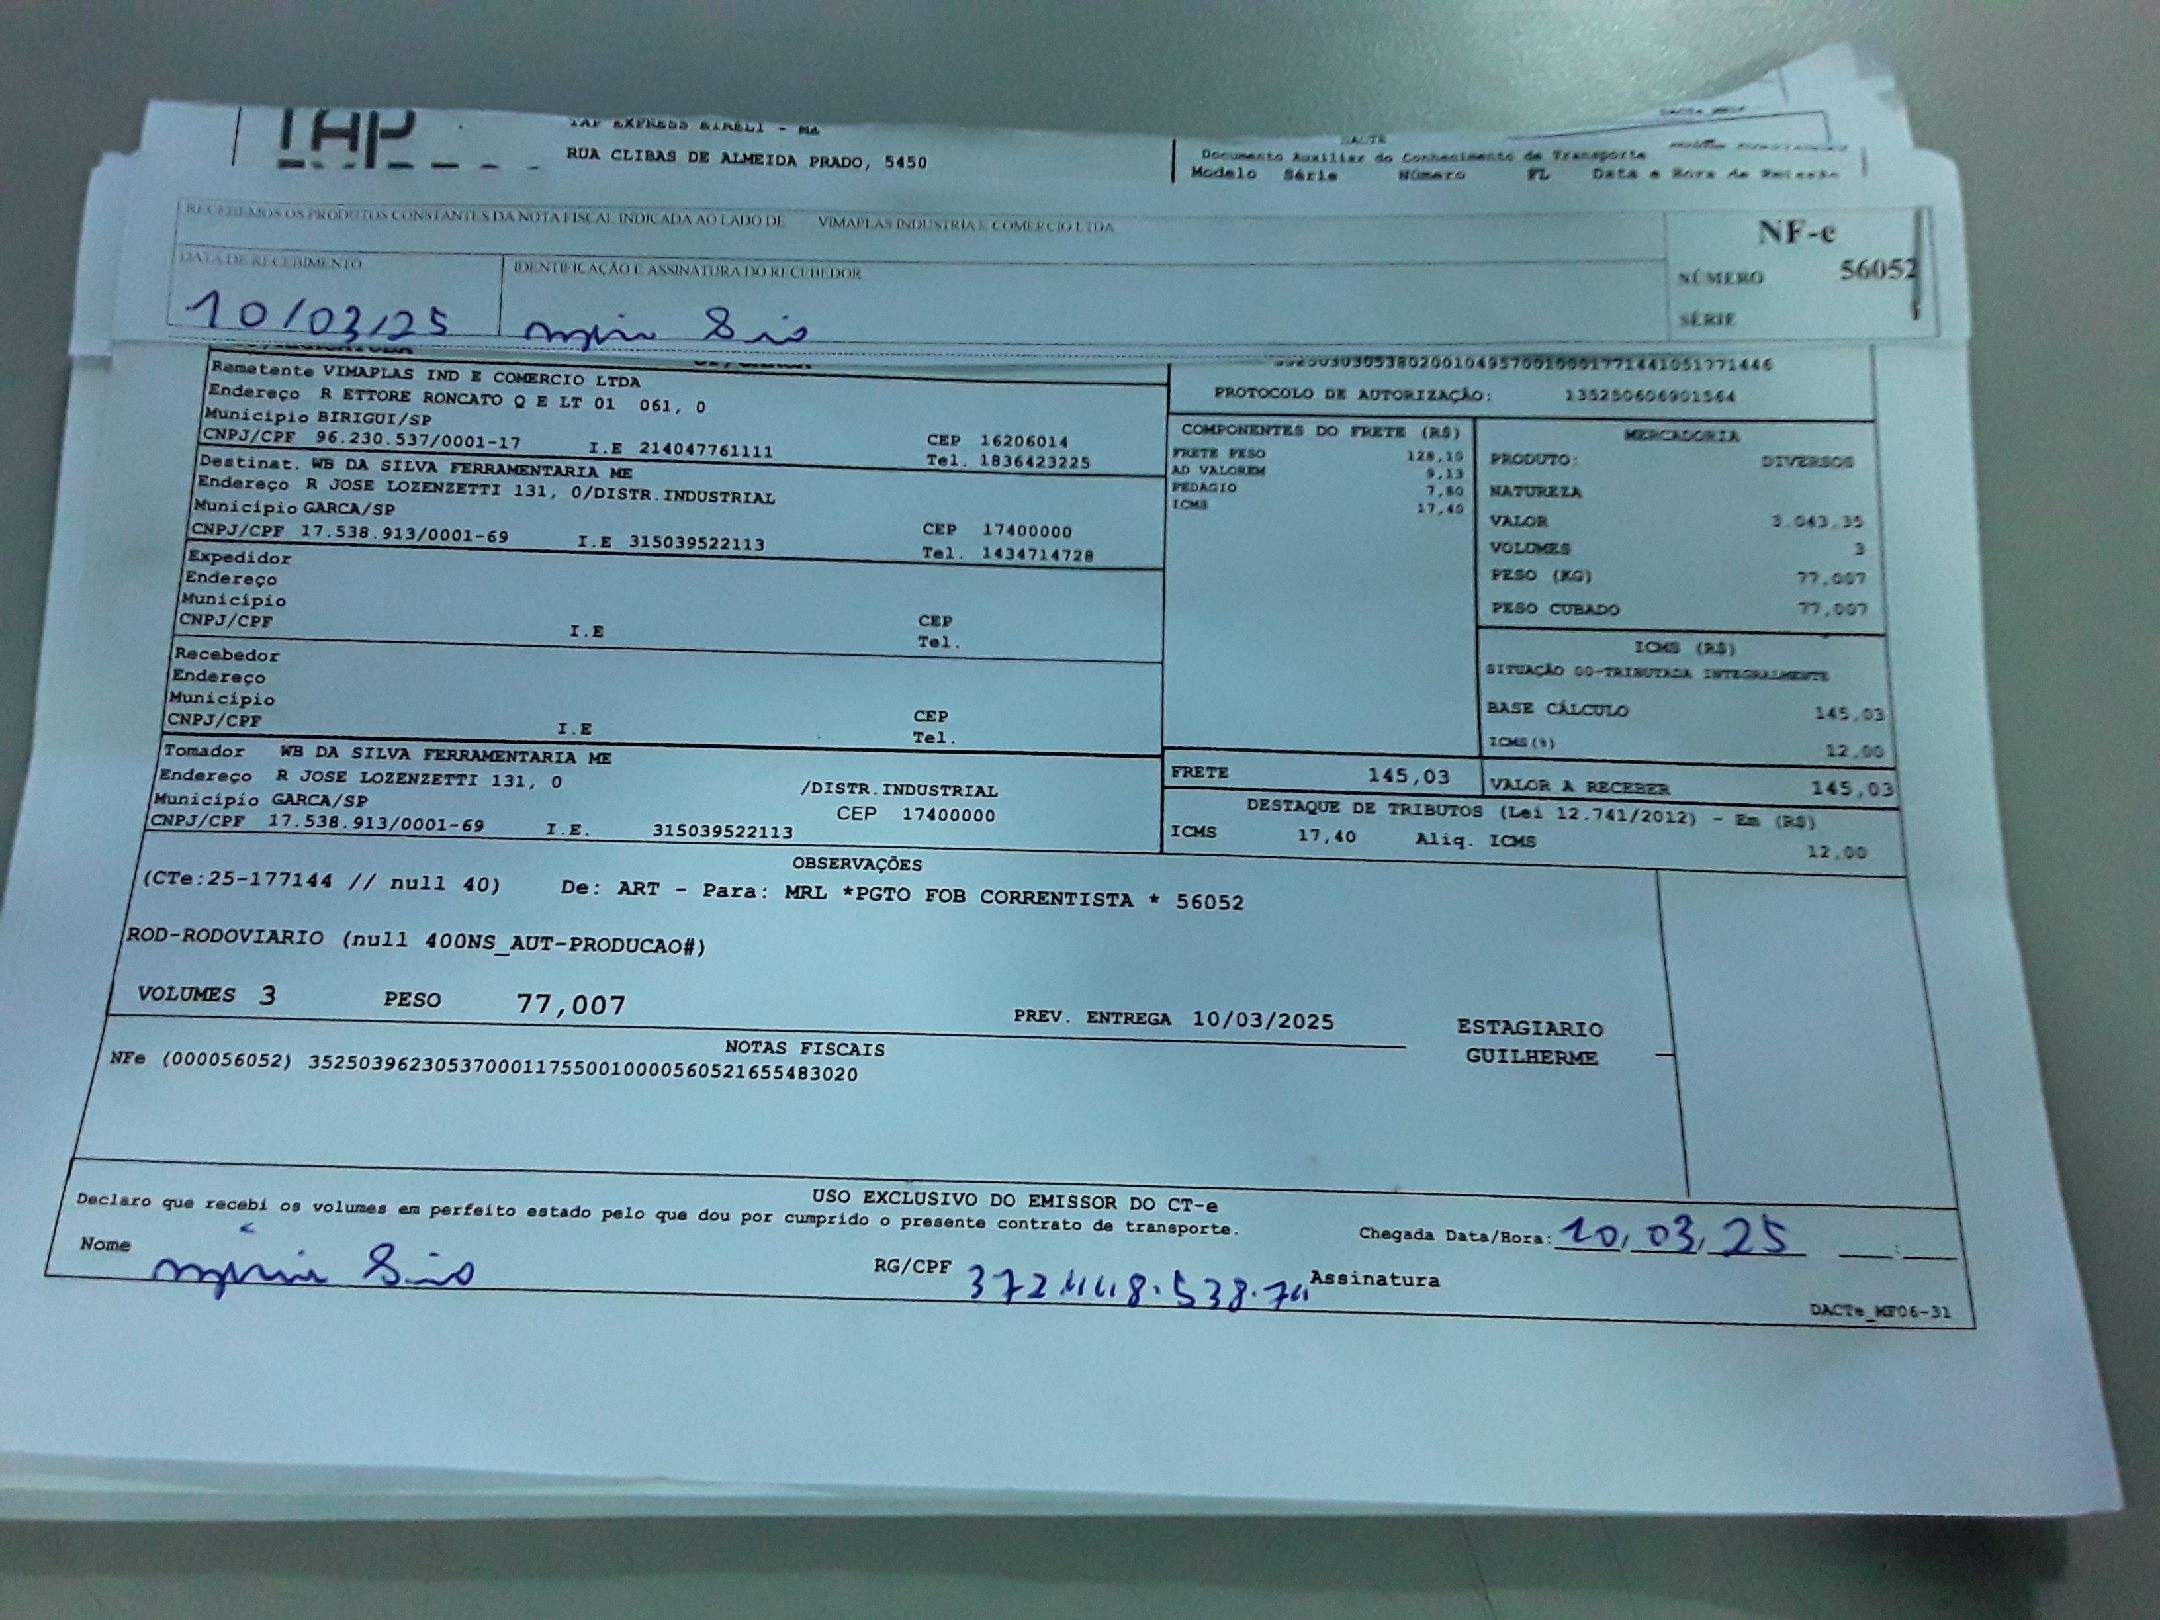 TAP
TAP EXPRESS EIRELI - MA
RUA CLIBAS DE ALMEIDA PRADO, 5450
DACTE
Documento Auxiliar do Conhecimento de Transporte
Modelo Série Número FL Data e Hora de Emissão
RECEBEMOS OS PRODUTOS CONSTANTES DA NOTA FISCAL INDICADA AO LADO DE VIMAPLAS INDUSTRIA E COMERCIO LTDA
NF-e
NÚMERO 56052
SÉRIE
DATA DE RECEBIMENTO
IDENTIFICAÇÃO E ASSINATURA DO RECEBEDOR
10/03/25
Remetente VIMAPLAS IND E COMERCIO LTDA
Endereço R ETTORE RONCATO Q E LT 01 061, 0
Município BIRIGUI/SP
CNPJ/CPF 96.230.537/0001-17 I.E 214047761111
CEP 16206014
Tel. 1836423225
Destinat. WB DA SILVA FERRAMENTARIA ME
Endereço R JOSE LOZENZETTI 131, 0/DISTR.INDUSTRIAL
Município GARCA/SP
CNPJ/CPF 17.538.913/0001-69 I.E 315039522113
CEP 17400000
Tel. 1434714728
Expedidor
Endereço
Município
CNPJ/CPF I.E
CEP
Tel.
Recebedor
Endereço
Município
CNPJ/CPF I.E
CEP
Tel.
Tomador WB DA SILVA FERRAMENTARIA ME
Endereço R JOSE LOZENZETTI 131, 0 /DISTR.INDUSTRIAL
Município GARCA/SP CEP 17400000
CNPJ/CPF 17.538.913/0001-69 I.E. 315039522113
PROTOCOLO DE AUTORIZAÇÃO: 135250606901564
COMPONENTES DO FRETE (R$)
FRETE PESO 128,10
AD VALOREM 9,13
PEDAGIO 7,80
ICMS 17,40
MERCADORIA
PRODUTO: DIVERSOS
NATUREZA
VALOR 3.043,35
VOLUMES 3
PESO (KG) 77,007
PESO CUBADO 77,007
ICMS (R$)
SITUAÇÃO 00-TRIBUTADA INTEGRALMENTE
BASE CÁLCULO 145,03
ICMS(%) 12,00
FRETE 145,03
VALOR A RECEBER 145,03
DESTAQUE DE TRIBUTOS (Lei 12.741/2012) - Em (R$)
ICMS 17,40 Aliq. ICMS 12,00
OBSERVAÇÕES
(CTe:25-177144 // null 40) De: ART - Para: MRL *PGTO FOB CORRENTISTA * 56052
ROD-RODOVIARIO (null 400NS_AUT-PRODUCAO#)
VOLUMES 3 PESO 77,007
PREV. ENTREGA 10/03/2025
ESTAGIARIO
GUILHERME
NOTAS FISCAIS
NFe (000056052) 35250396230537000117550010000560521655483020
USO EXCLUSIVO DO EMISSOR DO CT-e
Declaro que recebi os volumes em perfeito estado pelo que dou por cumprido o presente contrato de transporte.
Chegada Data/Hora: 10,03,25 :
Nome
RG/CPF
Assinatura
DACTe_MF06-31